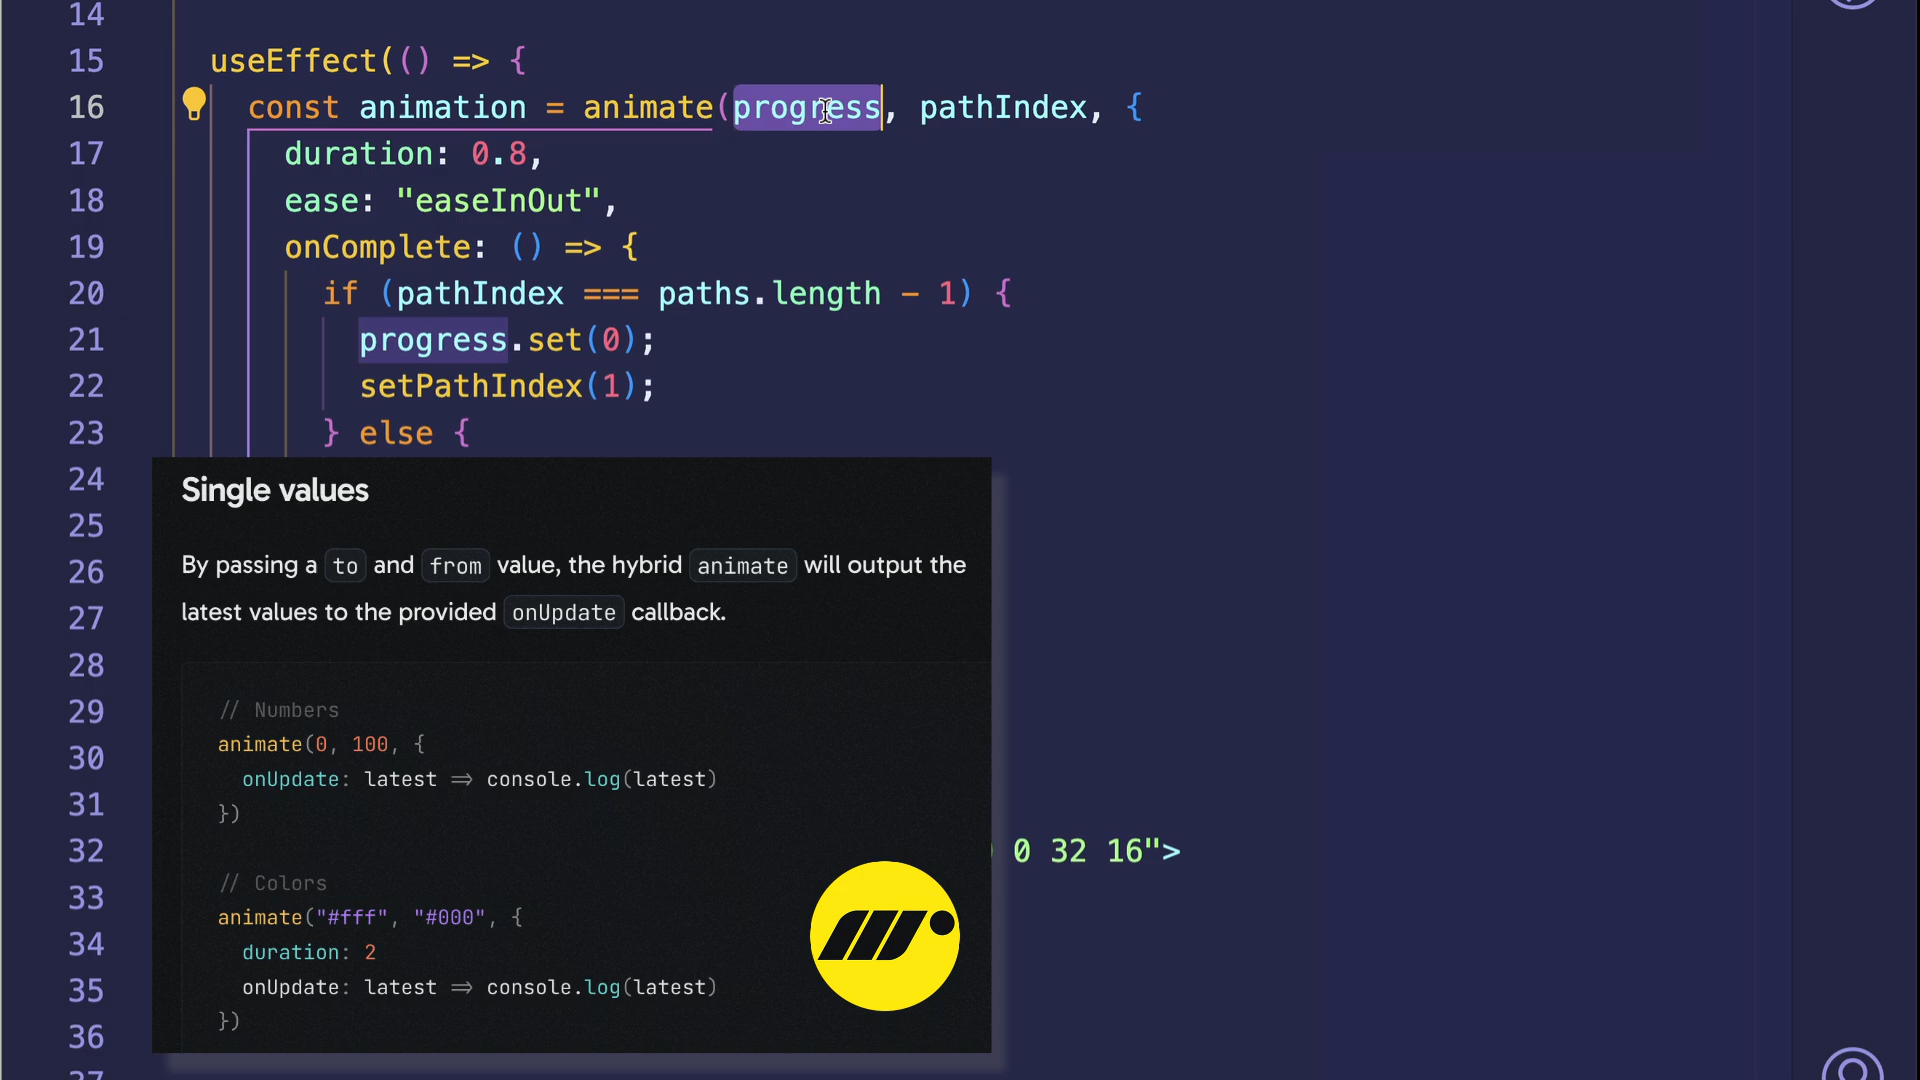 14
15 useEffect(() => {
16 const animation = animate(progress, pathIndex, {
17 duration: 0.8,
18 ease: "easeInOut",
19 onComplete: () => {
20 if (pathIndex === paths.length - 1) {
21 progress.set(0);
22 setPathIndex(1);
23 } else {
24
25
26
27
28
29
30
31
32 0 32 16">
33
34
35
36
37
Single values
By passing a to and from value, the hybrid animate will output the
latest values to the provided onUpdate callback.
// Numbers
animate(0, 100, {
onUpdate: latest => console.log(latest)
})
// Colors
animate("#fff", "#000", {
duration: 2
onUpdate: latest => console.log(latest)
})